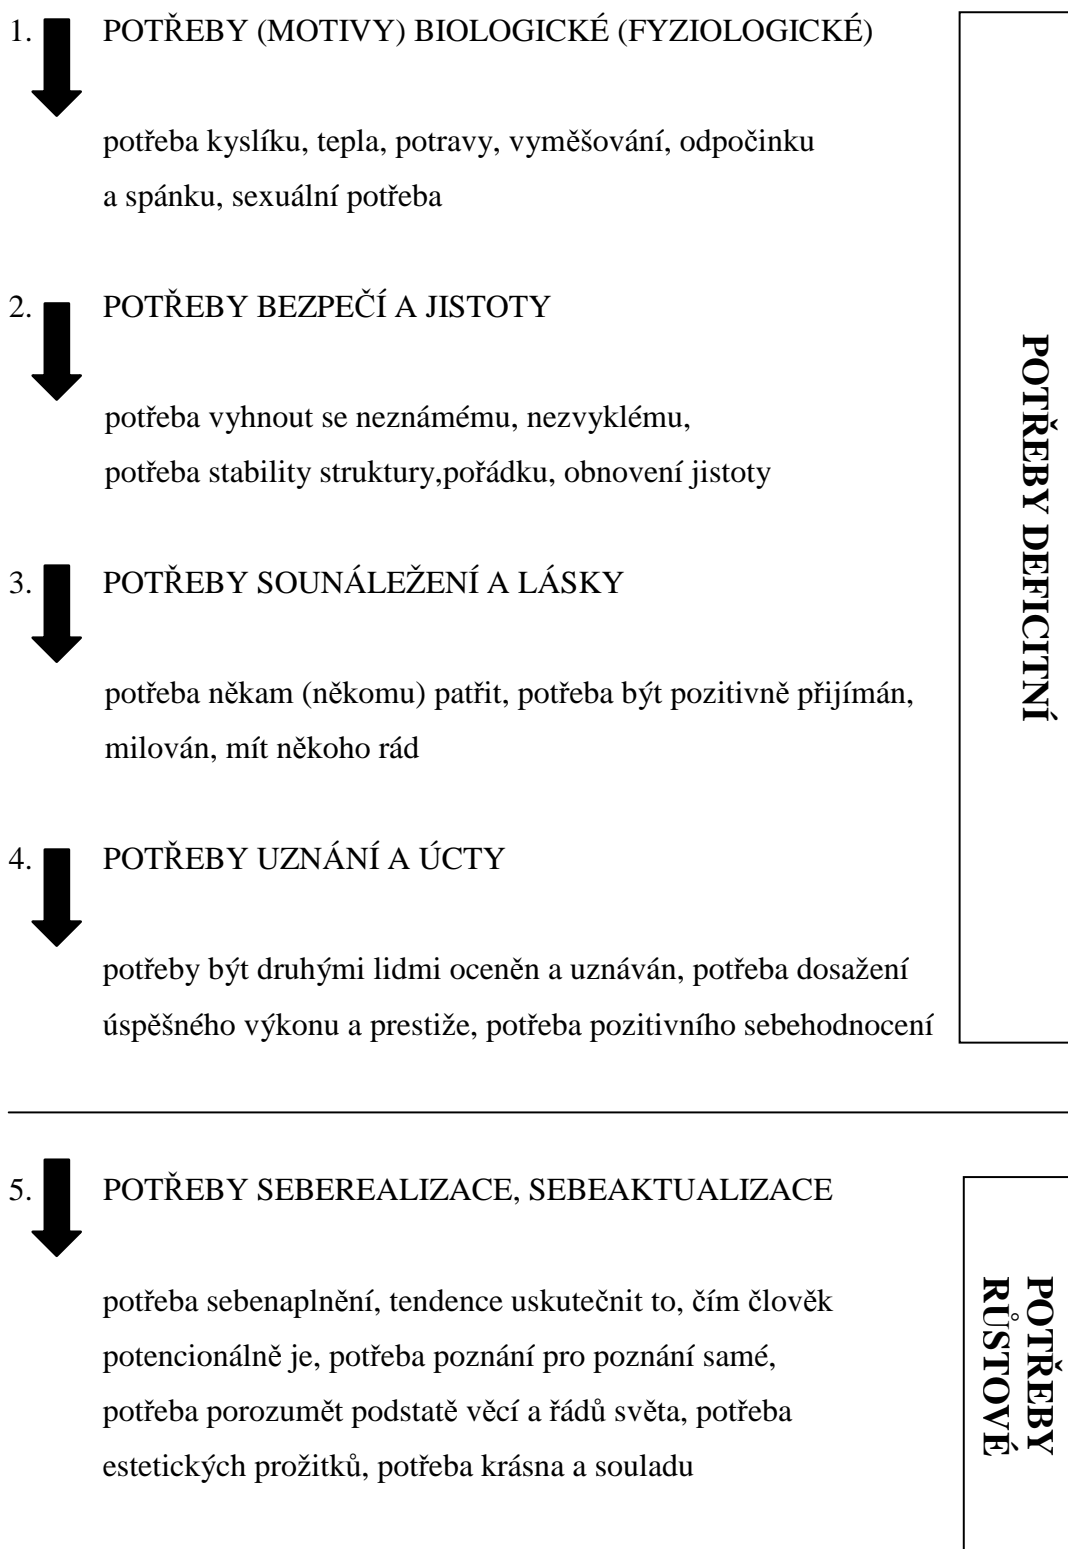 1. POTŘEBY (MOTIVY) BIOLOGICKÉ (FYZIOLOGICKÉ)
potřeba kyslíku, tepla, potravy, vyměšování, odpočinku
a spánku, sexuální potřeba
2. POTŘEBY BEZPEČÍ A JISTOTY
potřeba vyhnout se neznámému, nezvyklému,
potřeba stability struktury,pořádku, obnovení jistoty
3. POTŘEBY SOUNÁLEŽENÍ A LÁSKY
potřeba někam (někomu) patřit, potřeba být pozitivně přijímán,
milován, mít někoho rád
4. POTŘEBY UZNÁNÍ A ÚCTY
potřeby být druhými lidmi oceněn a uznáván, potřeba dosažení
úspěšného výkonu a prestiže, potřeba pozitivního sebehodnocení
POTŘEBY DEFICITNÍ
5. POTŘEBY SEBEREALIZACE, SEBEAKTUALIZACE
potřeba sebenaplnění, tendence uskutečnit to, čím člověk
potencionálně je, potřeba poznání pro poznání samé,
potřeba porozumět podstatě věcí a řádů světa, potřeba
estetických prožitků, potřeba krásna a souladu
POTŘEBY
RŮSTOVÉ